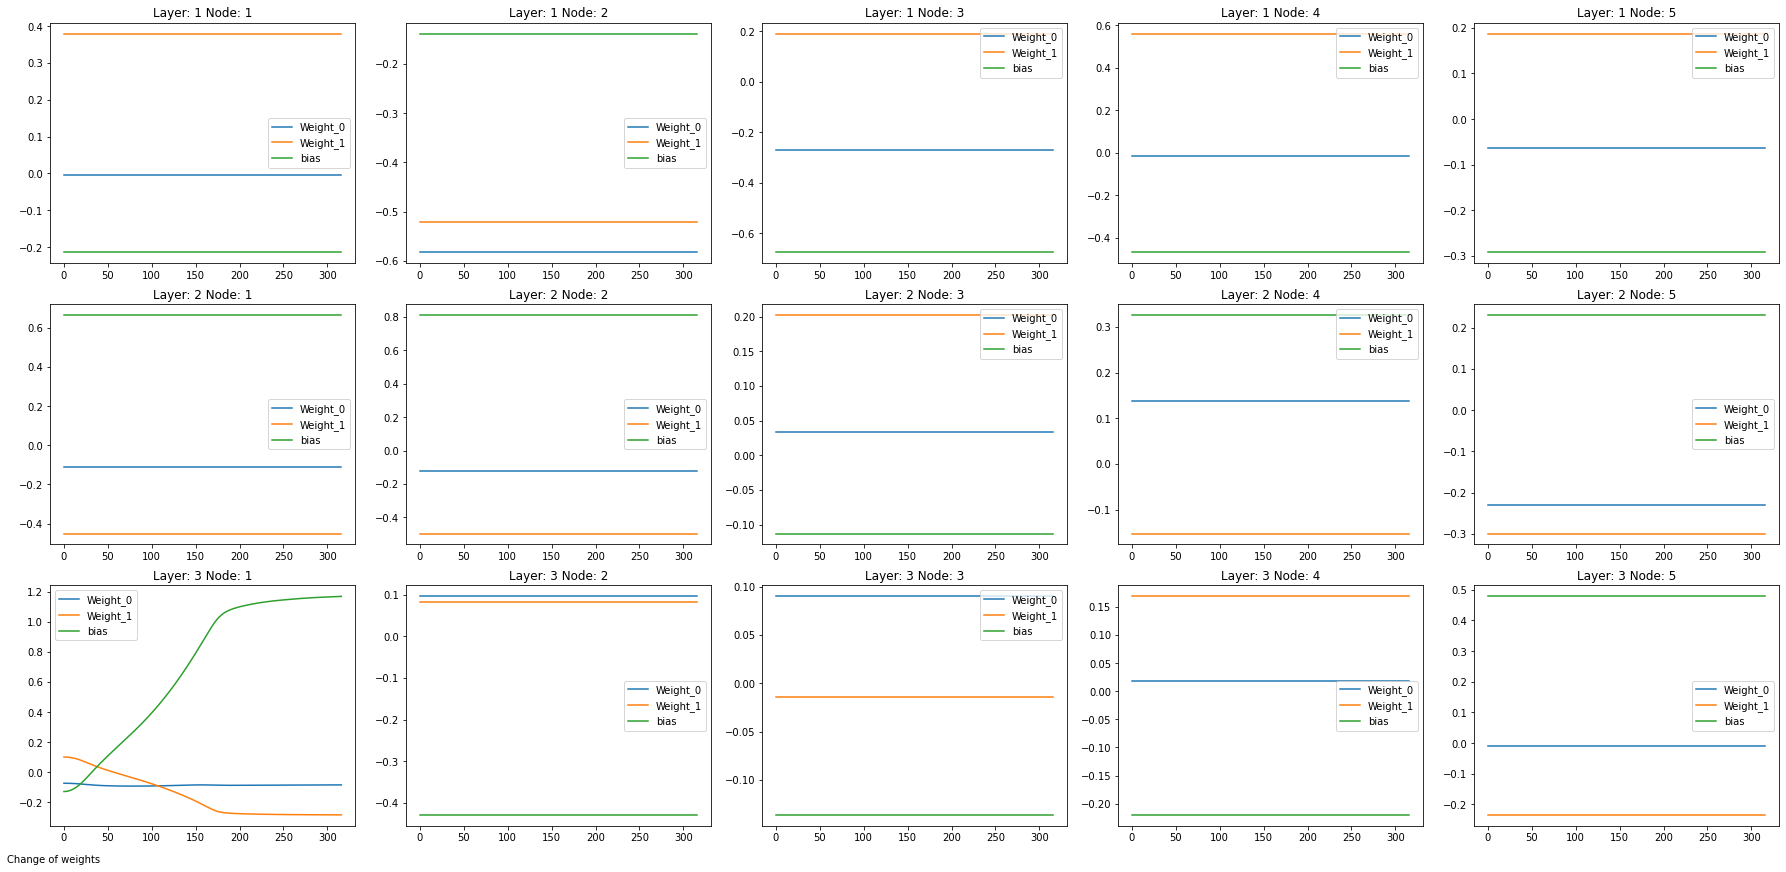 Layer: 1 Node: 1
0.4
0.3
0.2
0.1
0.0
−0.1
−0.2
Weight_0
Weight_1
bias
0 50 100 150 200 250 300
Layer: 1 Node: 2
−0.2
−0.3
−0.4
−0.5
−0.6
Weight_0
Weight_1
bias
0 50 100 150 200 250 300
Layer: 1 Node: 3
0.2
0.0
−0.2
−0.4
−0.6
Weight_0
Weight_1
bias
0 50 100 150 200 250 300
Layer: 1 Node: 4
0.6
0.4
0.2
0.0
−0.2
−0.4
Weight_0
Weight_1
bias
0 50 100 150 200 250 300
Layer: 1 Node: 5
0.2
0.1
0.0
−0.1
−0.2
−0.3
Weight_0
Weight_1
bias
0 50 100 150 200 250 300
Layer: 2 Node: 1
0.6
0.4
0.2
0.0
−0.2
−0.4
Weight_0
Weight_1
bias
0 50 100 150 200 250 300
Layer: 2 Node: 2
0.8
0.6
0.4
0.2
0.0
−0.2
−0.4
Weight_0
Weight_1
bias
0 50 100 150 200 250 300
Layer: 2 Node: 3
0.20
0.15
0.10
0.05
0.00
−0.05
−0.10
Weight_0
Weight_1
bias
0 50 100 150 200 250 300
Layer: 2 Node: 4
0.3
0.2
0.1
0.0
−0.1
Weight_0
Weight_1
bias
0 50 100 150 200 250 300
Layer: 2 Node: 5
0.2
0.1
0.0
−0.1
−0.2
−0.3
Weight_0
Weight_1
bias
0 50 100 150 200 250 300
Layer: 3 Node: 1
1.2
1.0
0.8
0.6
0.4
0.2
0.0
−0.2
Weight_0
Weight_1
bias
0 50 100 150 200 250 300
Layer: 3 Node: 2
0.1
0.0
−0.1
−0.2
−0.3
−0.4
Weight_0
Weight_1
bias
0 50 100 150 200 250 300
Layer: 3 Node: 3
0.10
0.05
0.00
−0.05
−0.10
Weight_0
Weight_1
bias
0 50 100 150 200 250 300
Layer: 3 Node: 4
0.15
0.10
0.05
0.00
−0.05
−0.10
−0.15
−0.20
Weight_0
Weight_1
bias
0 50 100 150 200 250 300
Layer: 3 Node: 5
0.5
0.4
0.3
0.2
0.1
0.0
−0.1
−0.2
Weight_0
Weight_1
bias
0 50 100 150 200 250 300
Change of weights